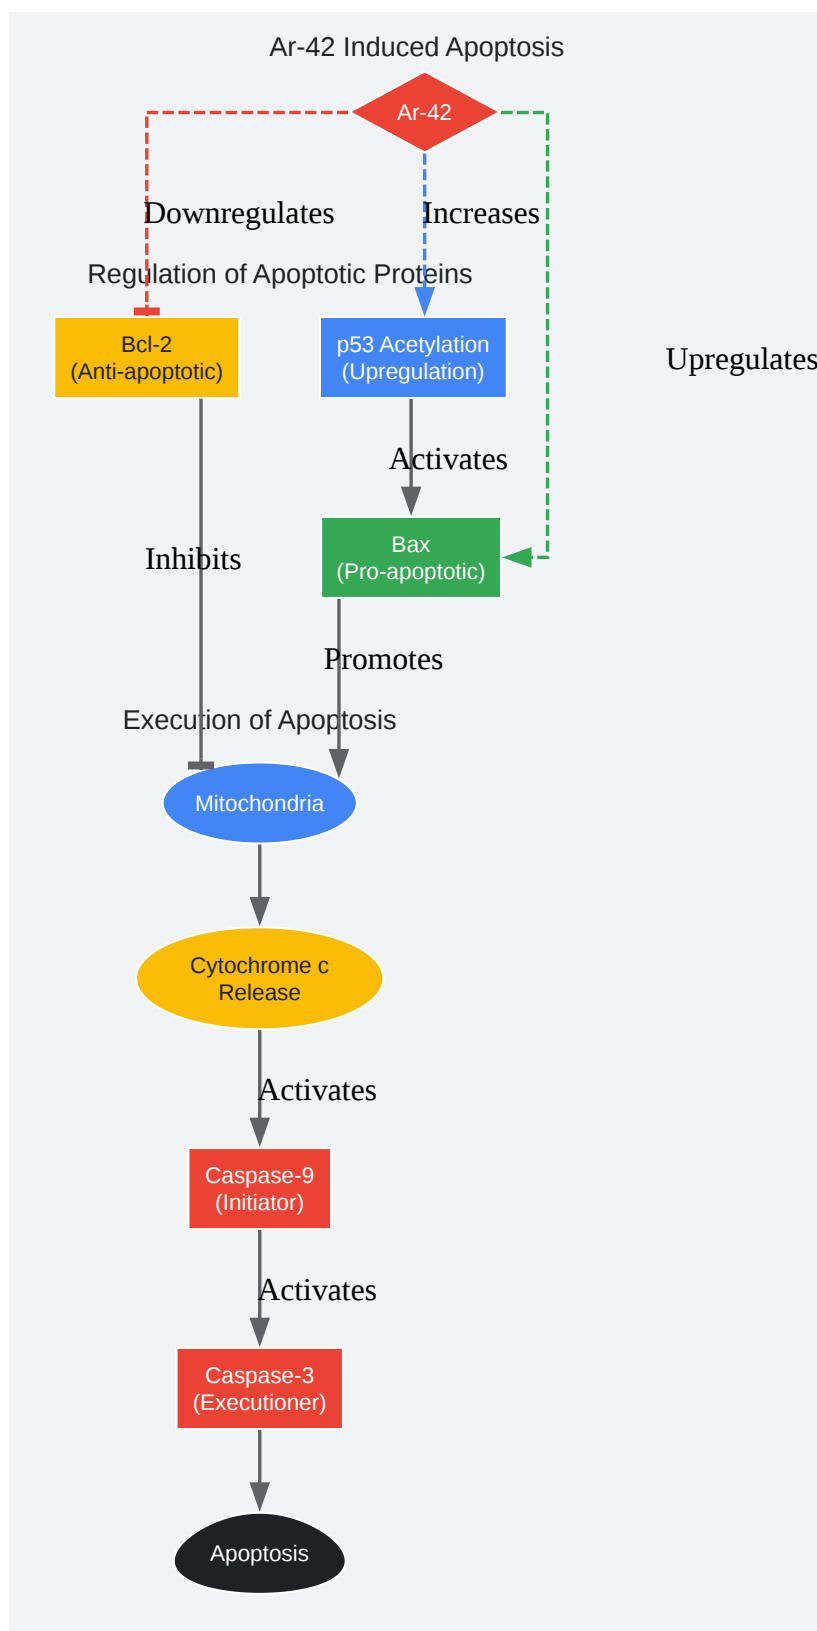 Ar-42 Induced Apoptosis
Ar-42
Downregulates
Increases
Regulation of Apoptotic Proteins
Bcl-2
(Anti-apoptotic)
p53 Acetylation
(Upregulation)
Upregulates
Activates
Bax
(Pro-apoptotic)
Inhibits
Promotes
Execution of Apoptosis
Mitochondria
Cytochrome c
Release
Activates
Caspase-9
(Initiator)
Activates
Caspase-3
(Executioner)
Apoptosis